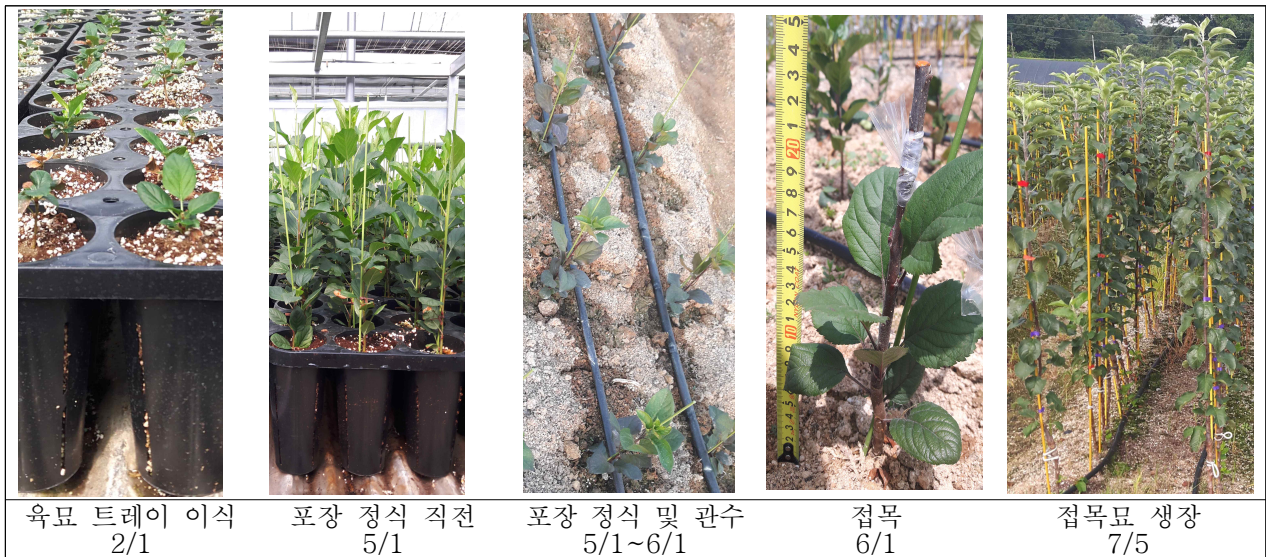 육묘 트레이 이식
2/1
포장 정식 직전
5/1
포장 정식 및 관수
5/1~6/1
접목
6/1
접목묘 생장
7/5